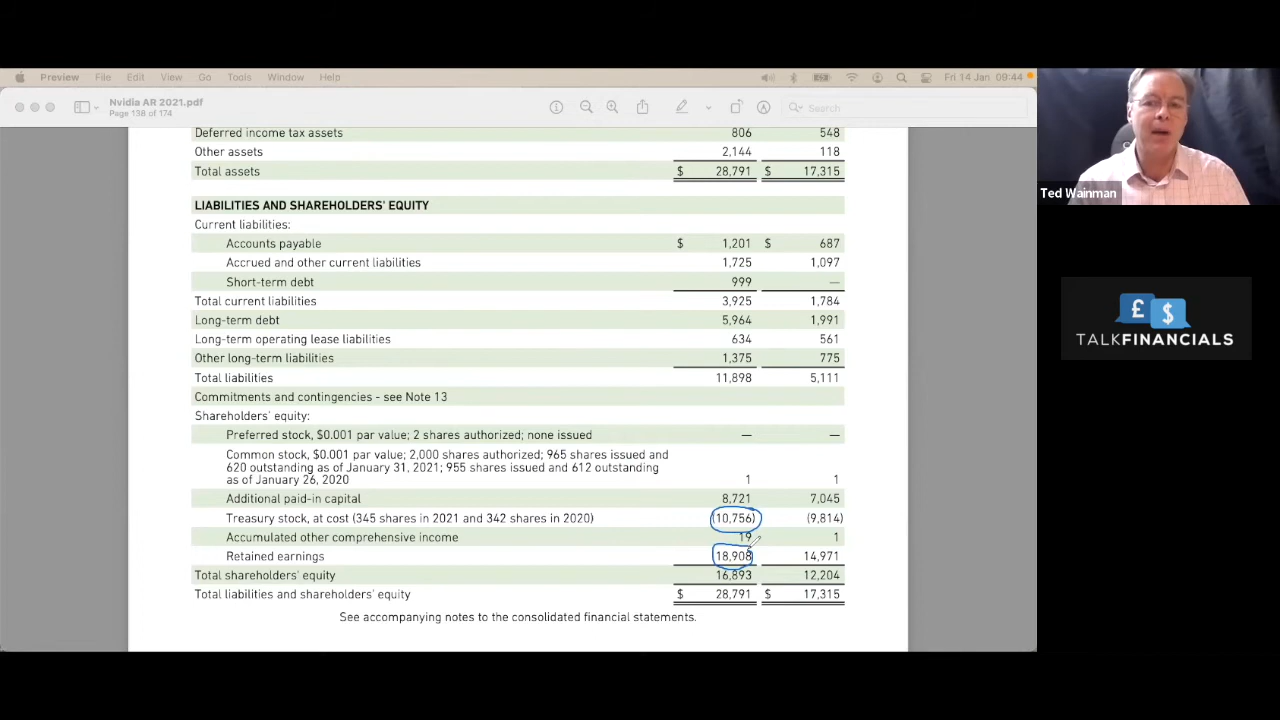 Preview File Edit View Go Tools Window Help Fri 14 Jan 09:44
Nvidia AR 2021.pdf
Page 138 of 174
Search
Ted Wainman
£ $
TALKFINANCIALS
Deferred income tax assets 806 548
Other assets 2,144 118
Total assets $ 28,791 $ 17,315
LIABILITIES AND SHAREHOLDERS' EQUITY
Current liabilities:
Accounts payable $ 1,201 $ 687
Accrued and other current liabilities 1,725 1,097
Short-term debt 999 —
Total current liabilities 3,925 1,784
Long-term debt 5,964 1,991
Long-term operating lease liabilities 634 561
Other long-term liabilities 1,375 775
Total liabilities 11,898 5,111
Commitments and contingencies - see Note 13
Shareholders' equity:
Preferred stock, $0.001 par value; 2 shares authorized; none issued — —
Common stock, $0.001 par value; 2,000 shares authorized; 965 shares issued and
620 outstanding as of January 31, 2021; 955 shares issued and 612 outstanding
as of January 26, 2020 1 1
Additional paid-in capital 8,721 7,045
Treasury stock, at cost (345 shares in 2021 and 342 shares in 2020) (10,756) (9,814)
Accumulated other comprehensive income 19 1
Retained earnings 18,908 14,971
Total shareholders' equity 16,893 12,204
Total liabilities and shareholders' equity $ 28,791 $ 17,315
See accompanying notes to the consolidated financial statements.